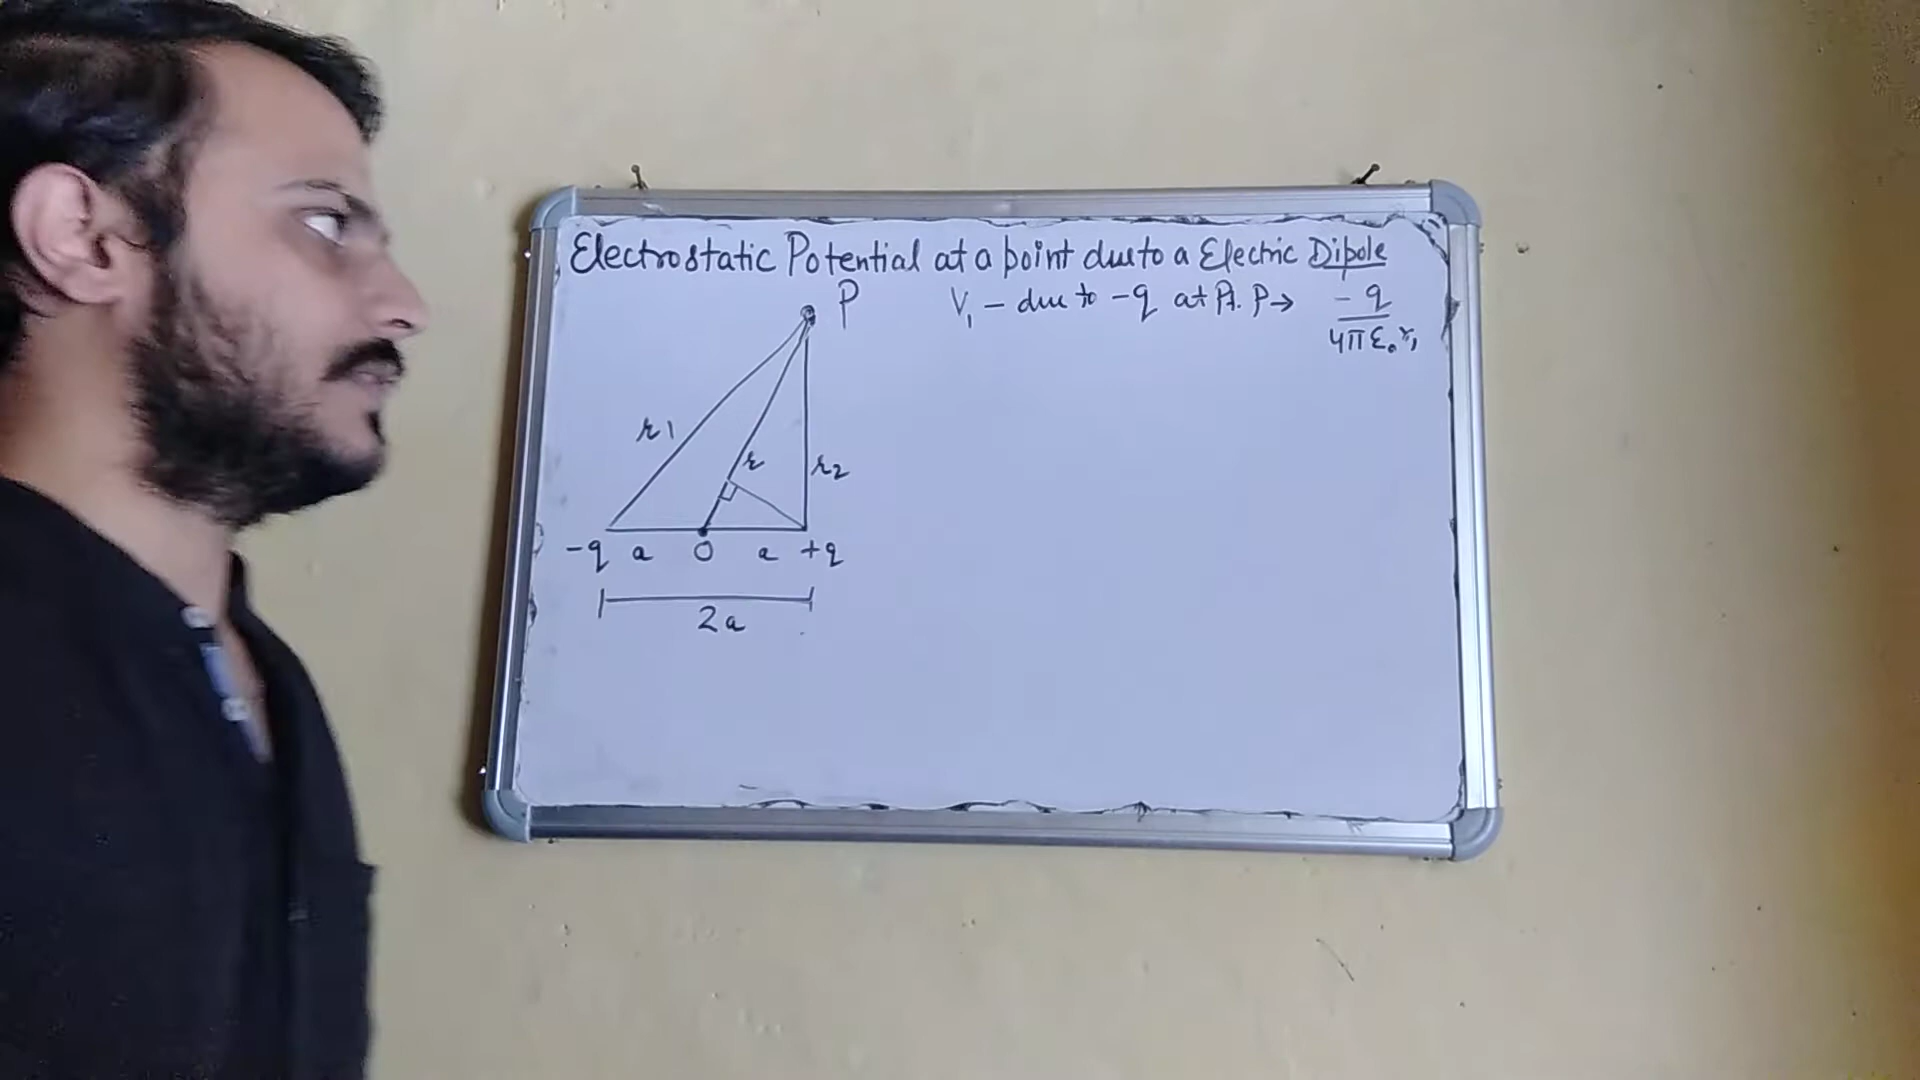 Electrostatic Potential at a point due to a Electric Dipole
P
V₁ - due to -q at Pt. P → -q / 4πε₀r₁
r₁
r
r₂
-q a O a +q
2a